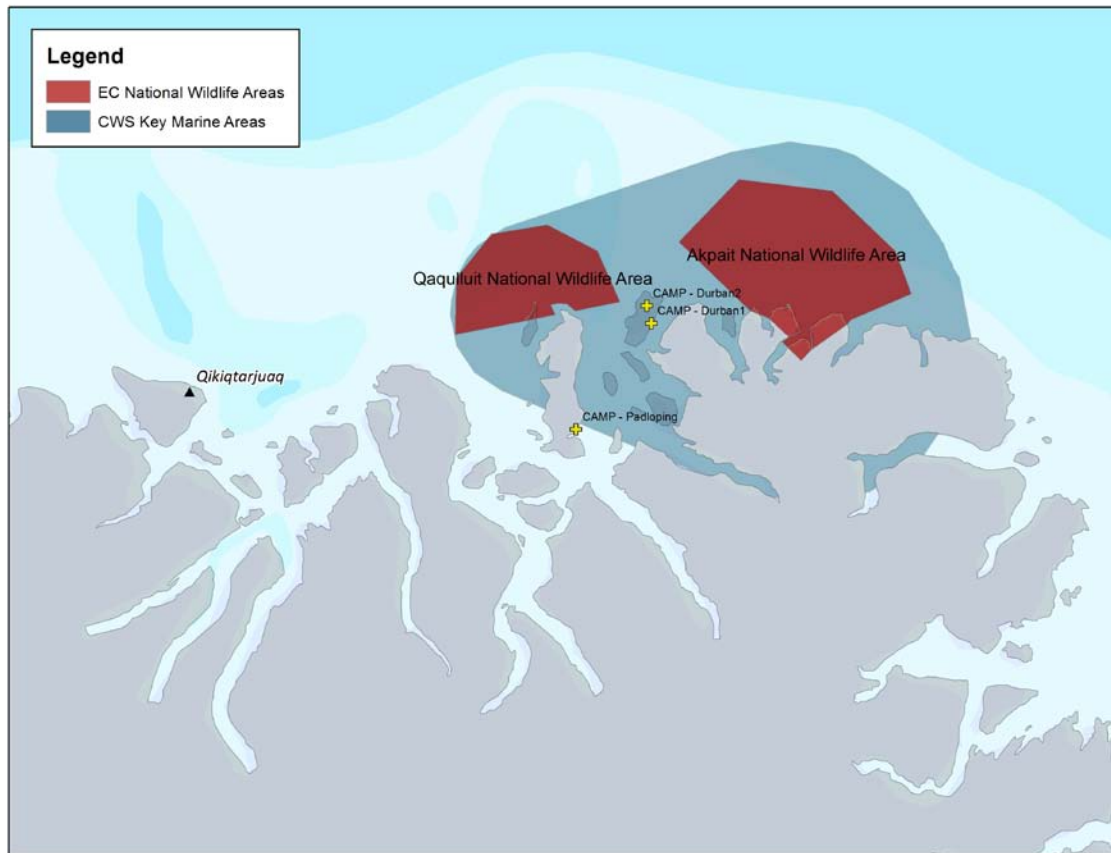 Legend
EC National Wildlife Areas
CWS Key Marine Areas
Akpait National Wildlife Area
Qaqulluit National Wildlife Area
CAMP - Durban2
CAMP - Durban1
Qikiqtarjuaq
CAMP - Padloping